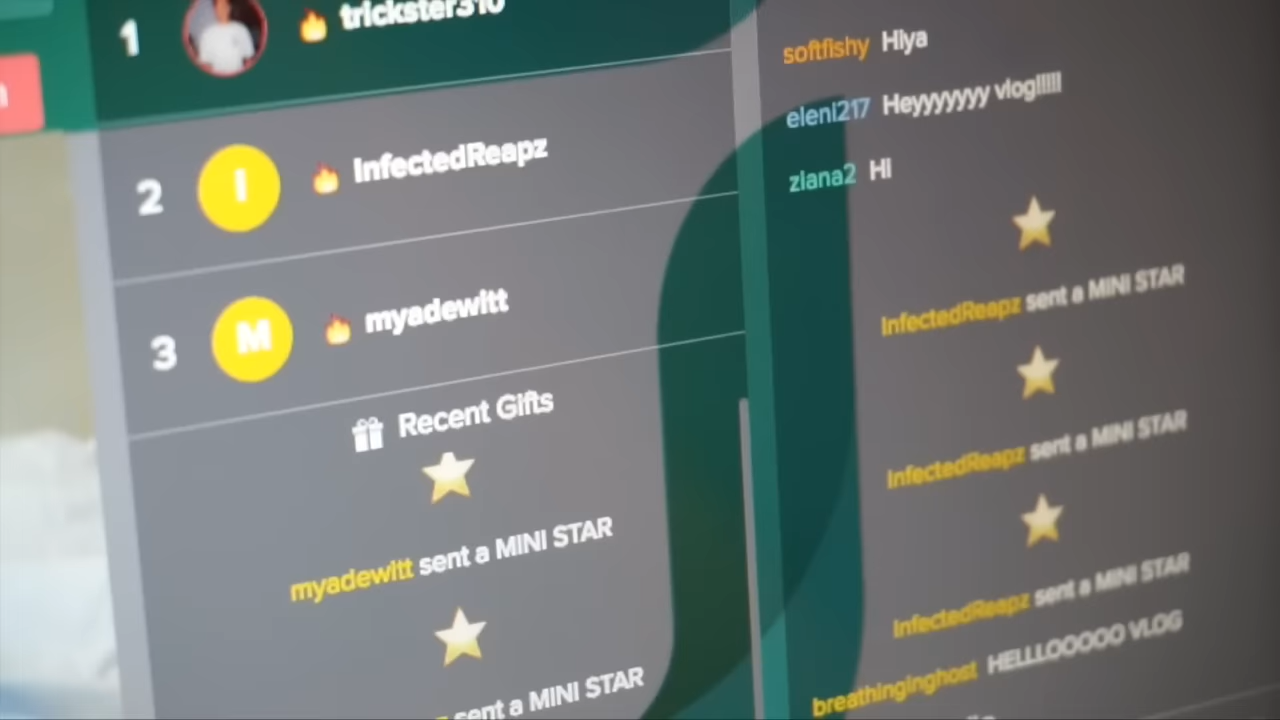 1 trickster310
2 I InfectedReapz
3 M myadewitt
Recent Gifts
myadewitt sent a MINI STAR
sent a MINI STAR
softfishy Hiya
eleni217 Heyyyyyyy vlog!!!!!
ziana2 Hi
InfectedReapz sent a MINI STAR
InfectedReapz sent a MINI STAR
InfectedReapz sent a MINI STAR
breathinginghost HELLLOOOOO VLOG